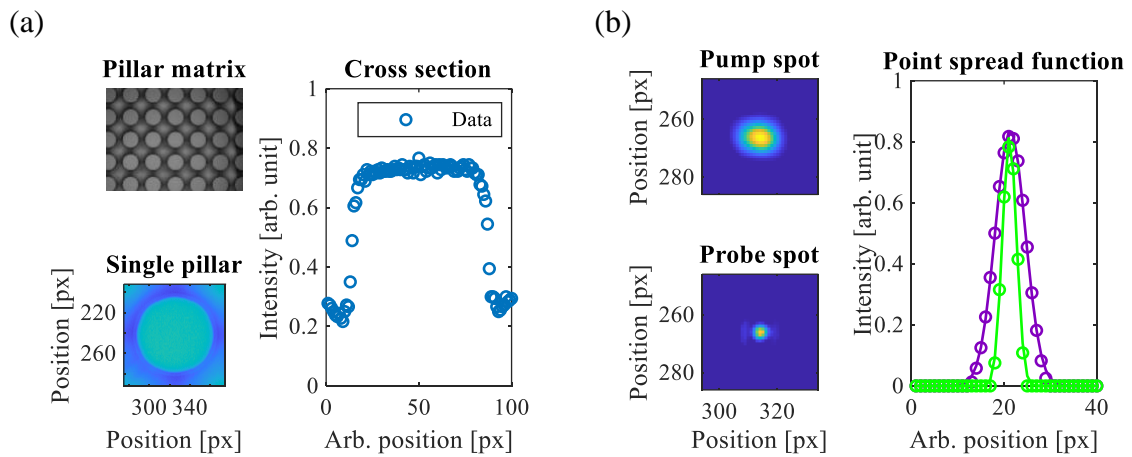 (a)
Pillar matrix
Single pillar
Position [px]
220
260
300 340
Position [px]
Cross section
Data
Intensity [arb. unit]
1
0.8
0.6
0.4
0.2
0
0
50
100
Arb. position [px]
(b)
Pump spot
Position [px]
260
280
Probe spot
Position [px]
260
280
300
320
Position [px]
Point spread function
Intensity [arb. unit]
1
0.8
0.6
0.4
0.2
0
0
20
40
Arb. position [px]